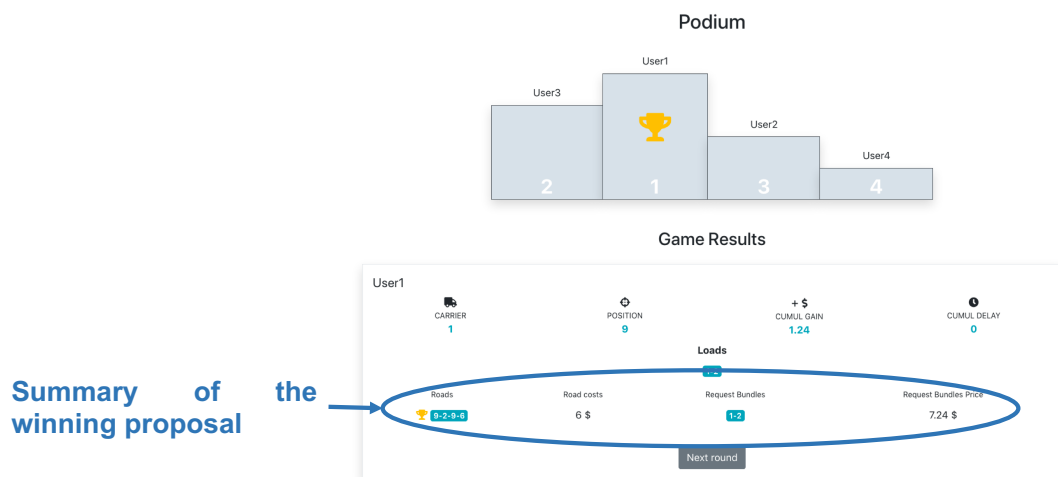 Podium
User1
User3
User2
User4
2
1
3
4
Game Results
User1
CARRIER
POSITION
+ $
CUMUL GAIN
CUMUL DELAY
1
9
1.24
0
Loads
Roads
Road costs
Request Bundles
Request Bundles Price
9-2-9-6
6 $
1-2
7.24 $
Next round
Summary of the
winning proposal